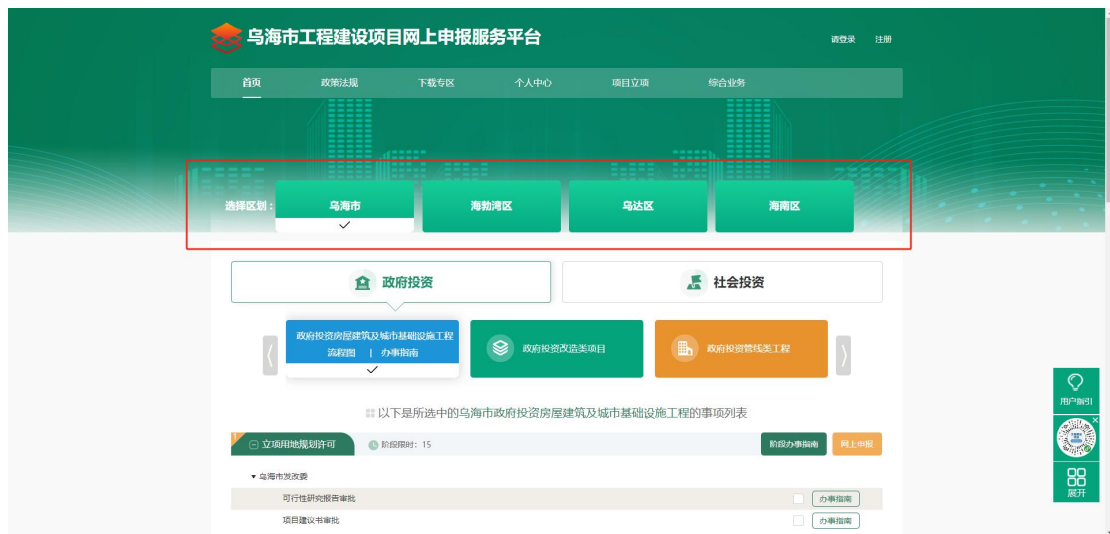 乌海市工程建设项目网上申报服务平台
请登录 注册
首页 政策法规 下载专区 个人中心 项目立项 综合业务
选择区划： 乌海市 海勃湾区 乌达区 海南区
政府投资 社会投资
政府投资房屋建筑及城市基础设施工程
流程图 | 办事指南
政府投资改造类项目
政府投资管线类工程
以下是所选中的乌海市政府投资房屋建筑及城市基础设施工程的事项列表
1 立项用地规划许可 阶段限时：15 阶段办事指南 网上申报
乌海市发改委
可行性研究报告审批 办事指南
项目建议书审批 办事指南
用户指引
展开